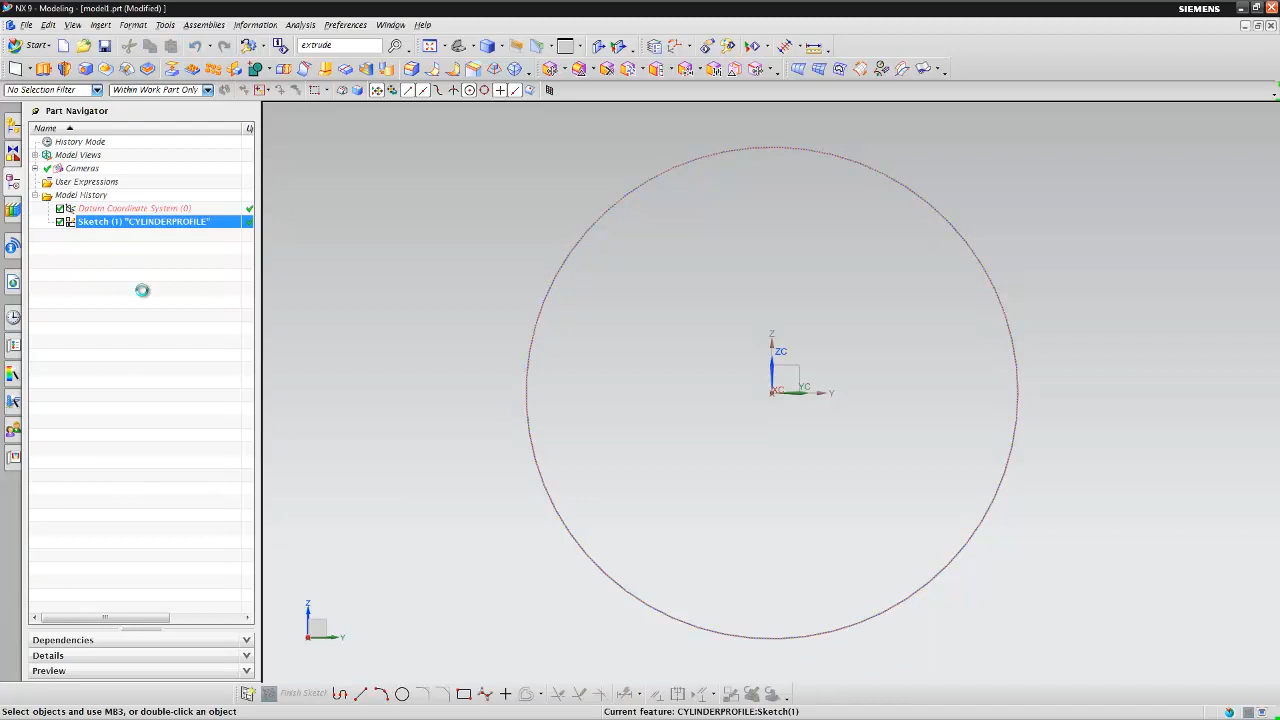 NX 9 - Modeling - [model1.prt (Modified) ]
SIEMENS
File Edit View Insert Format Tools Assemblies Information Analysis Preferences Window Help
Start
extrude
No Selection Filter
Within Work Part Only
Part Navigator
Name
History Mode
Model Views
Cameras
User Expressions
Model History
Datum Coordinate System (0)
Sketch (1) "CYLINDERPROFILE"
Z
ZC
XC
YC
Y
Z
Y
Dependencies
Details
Preview
Finish Sketch
Select objects and use MB3, or double-click an object
Current feature: CYLINDERPROFILE:Sketch(1)